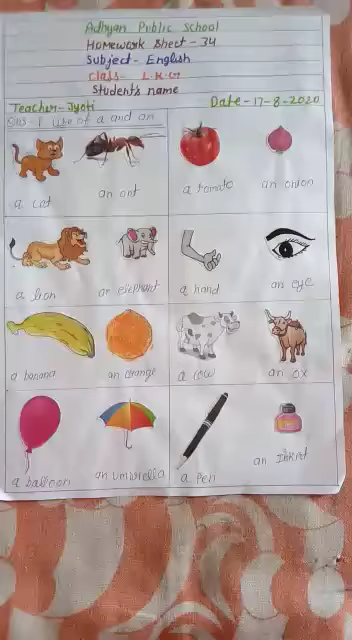 Adhyan Public School
Homework Sheet - 34
Subject - English
Class - L.K.G
Student's name
Teacher - Jyoti Date - 17-8-2020
Que-1 use of a and an
a cat an ant a tomato an onion
a lion an elephant a hand an eye
a banana an orange a cow an ox
a balloon an umbrella a pen an Inkpot